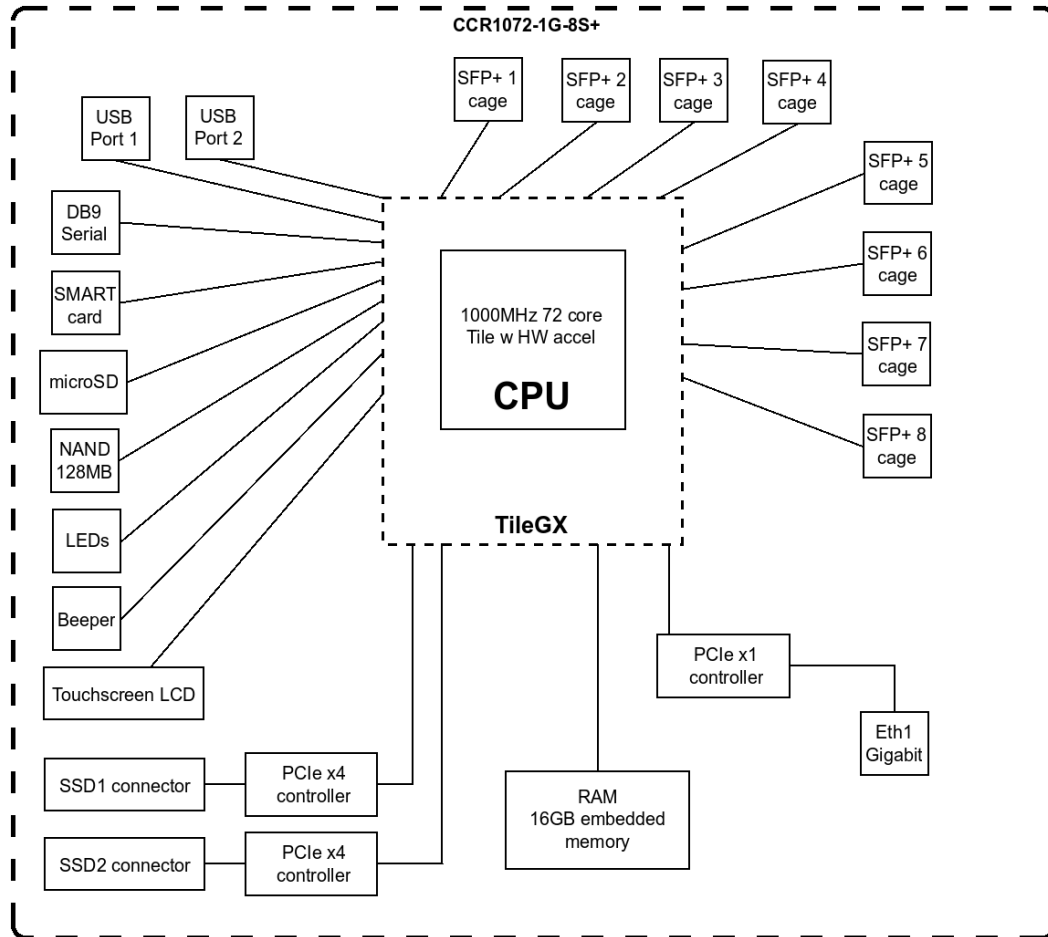 CCR1072-1G-8S+
SFP+ 1
cage
SFP+ 2
cage
SFP+ 3
cage
SFP+ 4
cage
USB
Port 1
USB
Port 2
SFP+ 5
cage
DB9
Serial
SFP+ 6
cage
SMART
card
1000MHz 72 core
Tile w HW accel
CPU
SFP+ 7
cage
microSD
SFP+ 8
cage
NAND
128MB
TileGX
LEDs
Beeper
PCIe x1
controller
Touchscreen LCD
Eth1
Gigabit
SSD1 connector
PCIe x4
controller
RAM
16GB embedded
memory
SSD2 connector
PCIe x4
controller